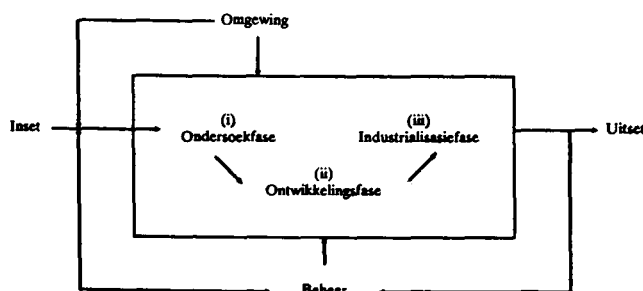 Omgewing
Inset
(i)
Ondersoekfase
(iii)
Industrialisasiefase
Uitset
(ii)
Ontwikkelingsfase